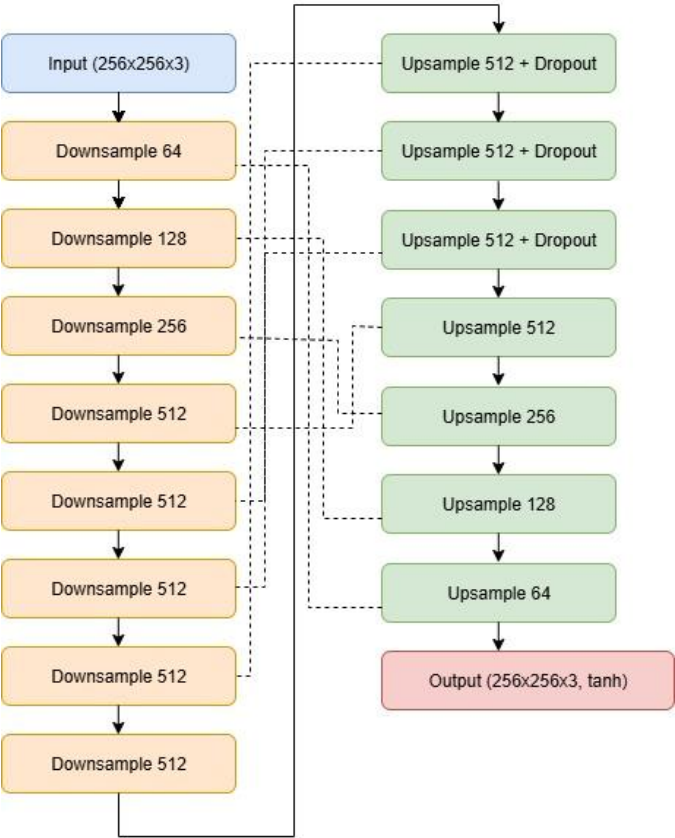 Input (256x256x3)
Downsample 64
Downsample 128
Downsample 256
Downsample 512
Downsample 512
Downsample 512
Downsample 512
Downsample 512
Upsample 512 + Dropout
Upsample 512 + Dropout
Upsample 512 + Dropout
Upsample 512
Upsample 256
Upsample 128
Upsample 64
Output (256x256x3, tanh)